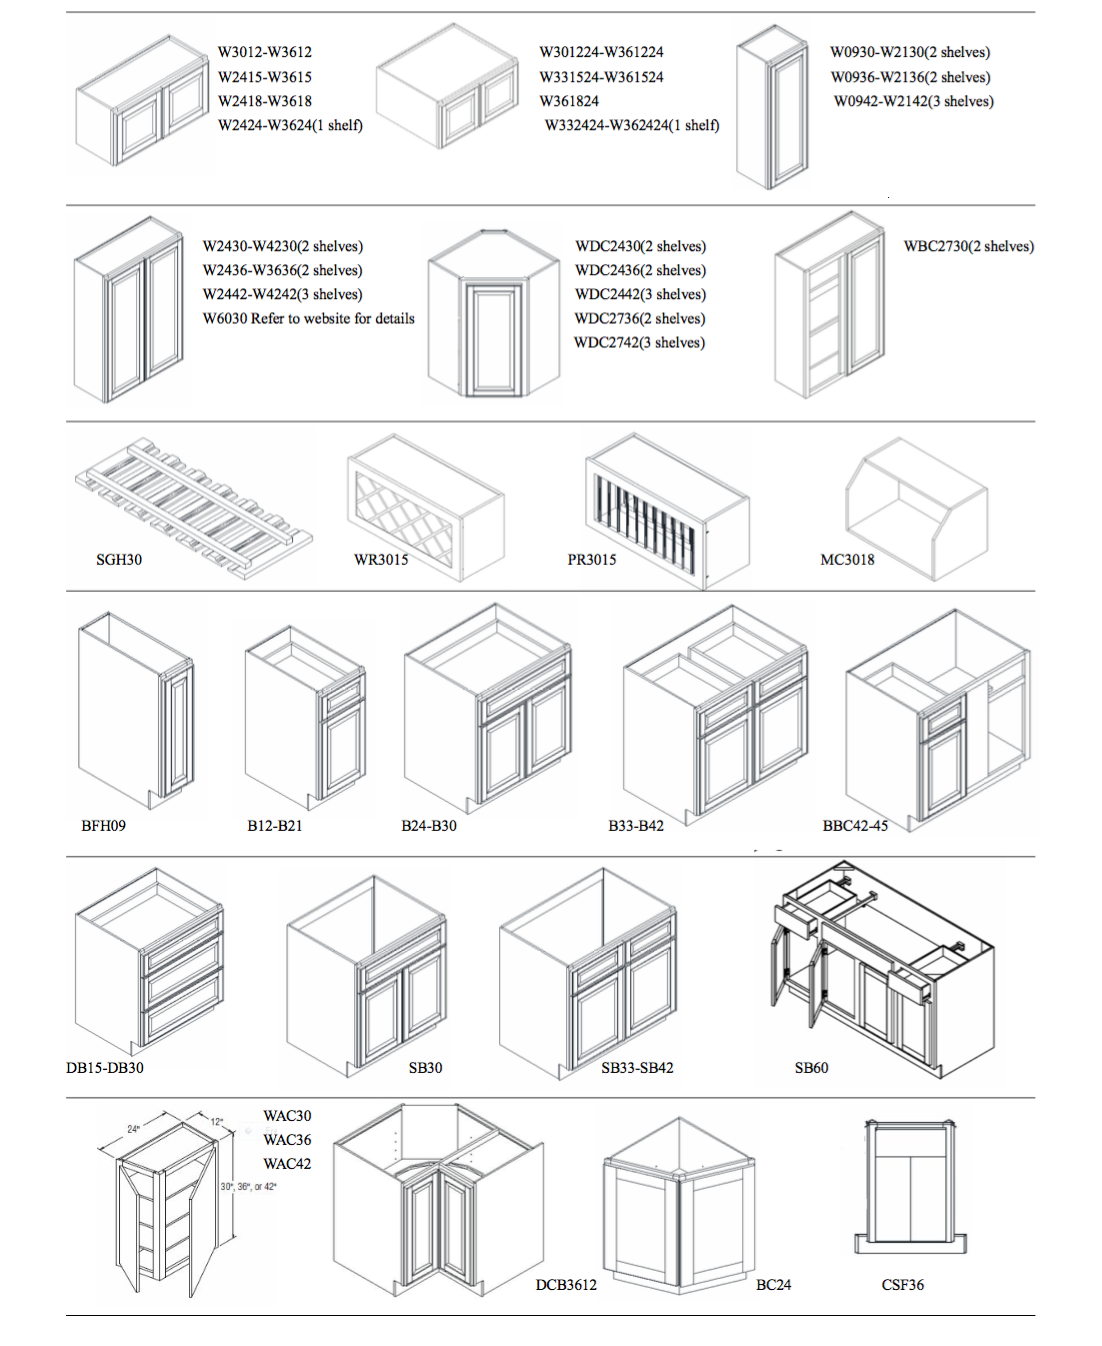 W3012-W3612
W2415-W3615
W2418-W3618
W2424-W3624(1 shelf)
W301224-W361224
W331524-W361524
W361824
W332424-W362424(1 shelf)
W0930-W2130(2 shelves)
W0936-W2136(2 shelves)
W0942-W2142(3 shelves)
W2430-W4230(2 shelves)
W2436-W3636(2 shelves)
W2442-W4242(3 shelves)
W6030 Refer to website for details
WDC2430(2 shelves)
WDC2436(2 shelves)
WDC2442(3 shelves)
WDC2736(2 shelves)
WDC2742(3 shelves)
WBC2730(2 shelves)
SGH30
WR3015
PR3015
MC3018
BFH09
B12-B21
B24-B30
B33-B42
BBC42-45
DB15-DB30
SB30
SB33-SB42
SB60
24"
12"
30", 36", or 42"
WAC30
WAC36
WAC42
DCB3612
BC24
CSF36